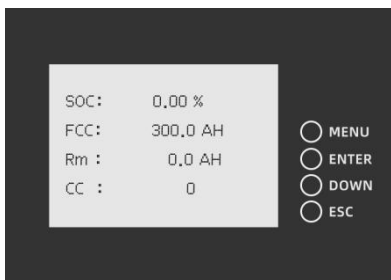 SOC: 0.00 %
FCC: 300.0 AH
Rm : 0.0 AH
CC : 0
MENU
ENTER
DOWN
ESC